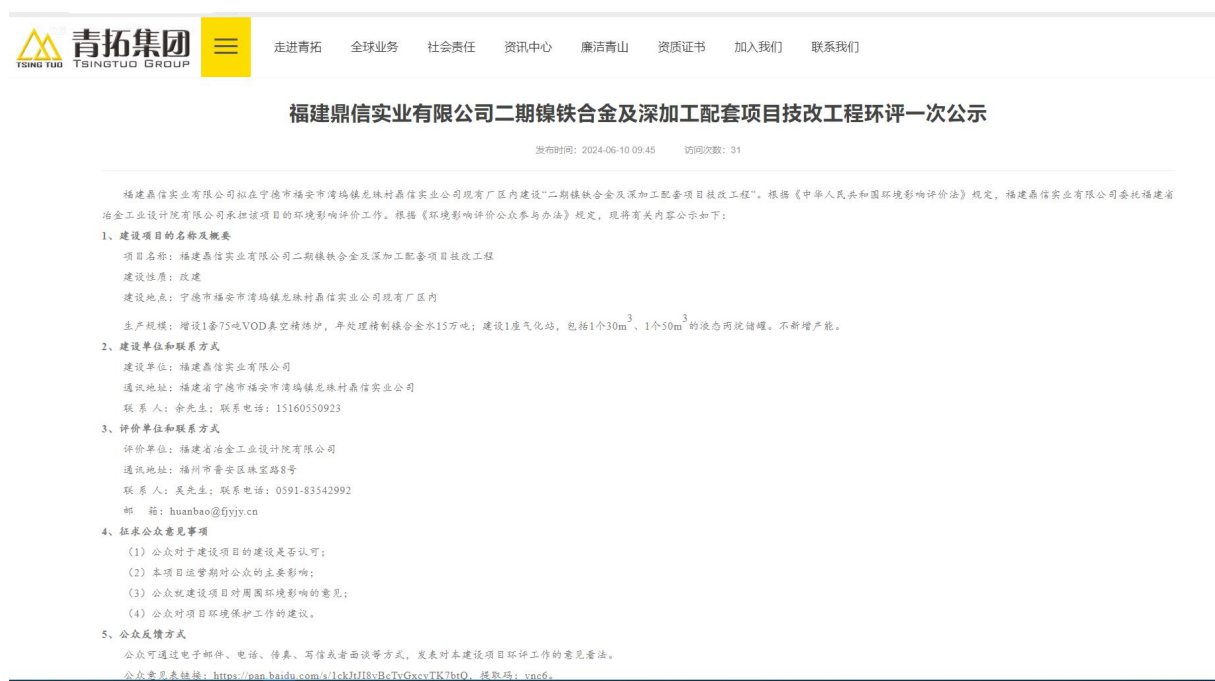 青拓集团
TSING TUO TSINGTUO GROUP
走进青拓 全球业务 社会责任 资讯中心 廉洁青山 资质证书 加入我们 联系我们
福建鼎信实业有限公司二期镍铁合金及深加工配套项目技改工程环评一次公示
发布时间：2024-06-10 09:45 访问次数：31
福建鼎信实业有限公司拟在宁德市福安市湾坞镇龙珠村鼎信实业公司现有厂区内建设“二期镍铁合金及深加工配套项目技改工程”。根据《中华人民共和国环境影响评价法》规定，福建鼎信实业有限公司委托福建省
冶金工业设计院有限公司承担该项目的环境影响评价工作。根据《环境影响评价公众参与办法》规定，现将有关内容公示如下：
1、建设项目的名称及概要
项目名称：福建鼎信实业有限公司二期镍铁合金及深加工配套项目技改工程
建设性质：改建
建设地点：宁德市福安市湾坞镇龙珠村鼎信实业公司现有厂区内
生产规模：增设1套75吨VOD真空精炼炉，年处理精制镍合金水15万吨；建设1座气化站，包括1个30m³、1个50m³的液态丙烷储罐。不新增产能。
2、建设单位和联系方式
建设单位：福建鼎信实业有限公司
通讯地址：福建省宁德市福安市湾坞镇龙珠村鼎信实业公司
联 系 人：余先生；联系电话：15160550923
3、评价单位和联系方式
评价单位：福建省冶金工业设计院有限公司
通讯地址：福州市晋安区珠宝路8号
联 系 人：吴先生；联系电话：0591-83542992
邮 箱：huanbao@fjyjy.cn
4、征求公众意见事项
（1）公众对于建设项目的建设是否认可；
（2）本项目运营期对公众的主要影响；
（3）公众就建设项目对周围环境影响的意见；
（4）公众对项目环境保护工作的建议。
5、公众反馈方式
公众可通过电子邮件、电话、传真、写信或者面谈等方式，发表对本建设项目环评工作的意见看法。
公众意见表链接：https://pan.baidu.com/s/1ckJtJI8yBcTyGxcyTK7btQ，提取码：ync6。